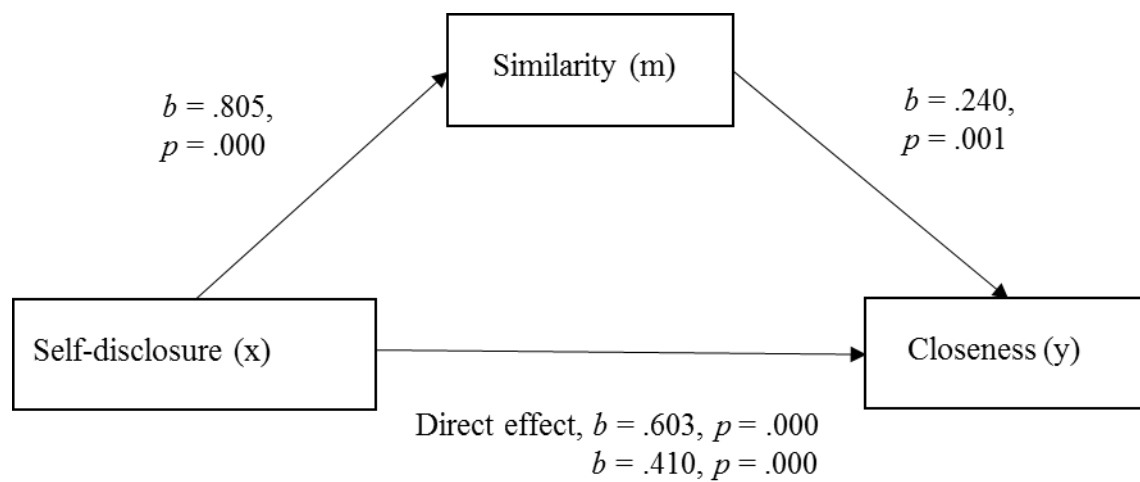 Similarity (m)
b = .805,
p = .000
b = .240,
p = .001
Self-disclosure (x)
Closeness (y)
Direct effect, b = .603, p = .000
b = .410, p = .000